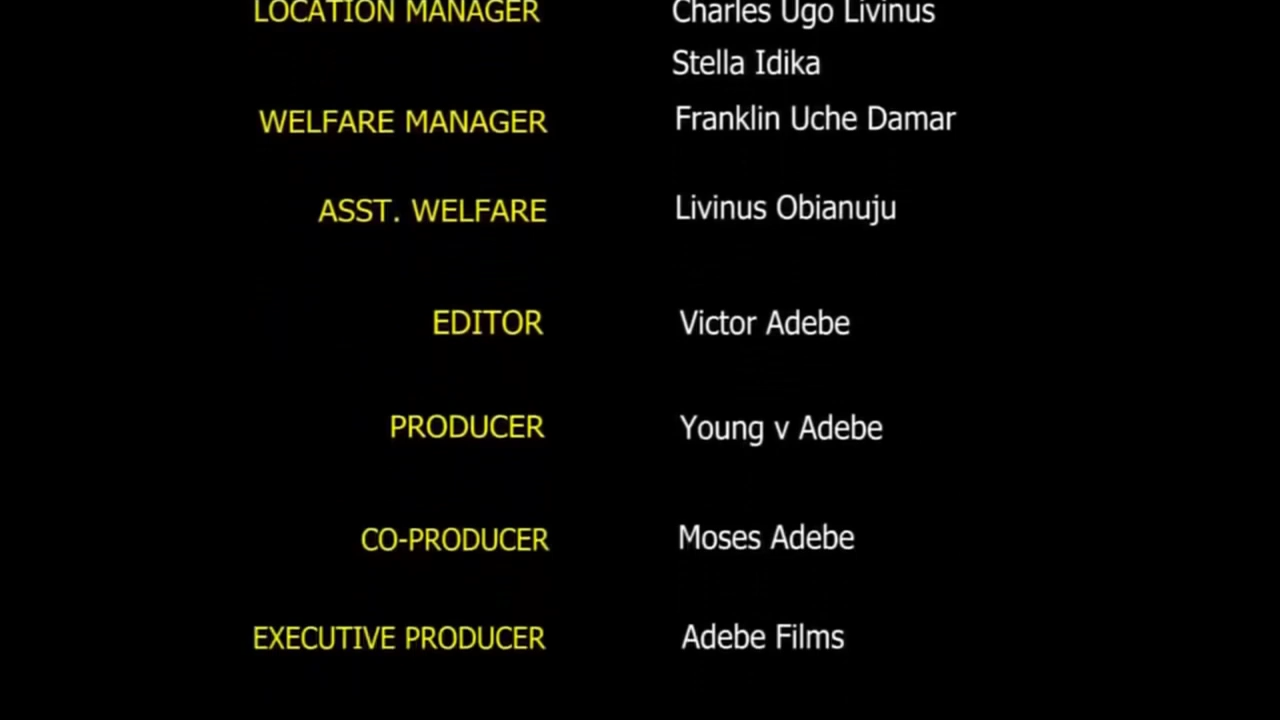 LOCATION MANAGER Charles Ugo Livinus
Stella Idika
WELFARE MANAGER Franklin Uche Damar
ASST. WELFARE Livinus Obianuju
EDITOR Victor Adebe
PRODUCER Young v Adebe
CO-PRODUCER Moses Adebe
EXECUTIVE PRODUCER Adebe Films